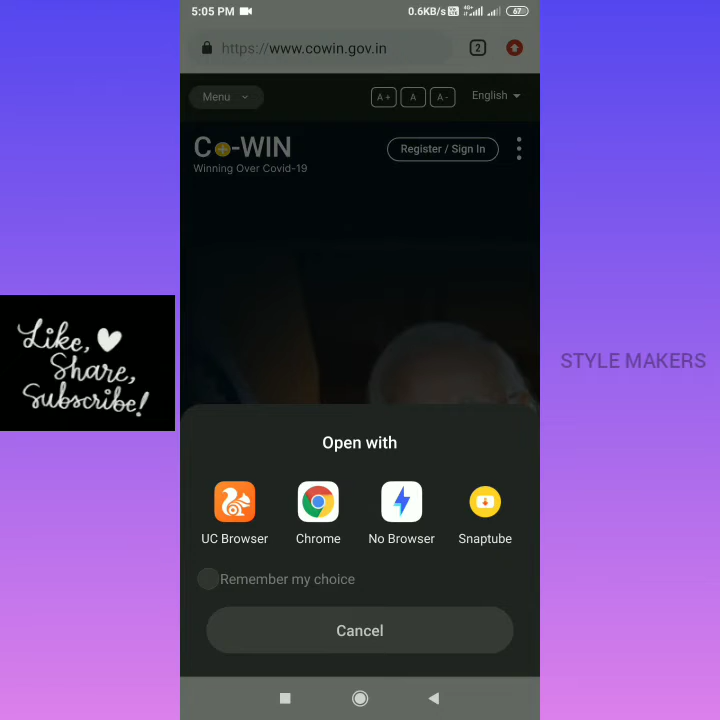 5:05 PM
0.6KB/s
4G+
67
https://www.cowin.gov.in
2
Menu
A+
A
A-
English
Co-WIN
Winning Over Covid-19
Register / Sign In
Like,
Share,
Subscribe!
STYLE MAKERS
Open with
UC Browser
Chrome
No Browser
Snaptube
Remember my choice
Cancel